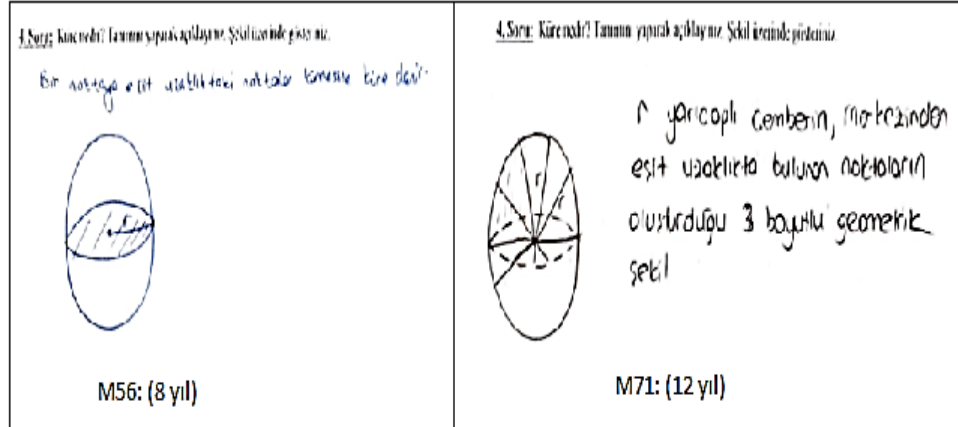 4. Soru: Küre nedir? Tanımını yaparak açıklayınız. Şekil üzerinde gösteriniz.
Bir noktaya eşit uzaklıktaki noktalar kümesine küre denir.
r
M56: (8 yıl)
4. Soru: Küre nedir? Tanımını yaparak açıklayınız. Şekil üzerinde gösteriniz.
r yarıçaplı çemberin, merkezinden
eşit uzaklıkta bulunan noktaların
oluşturduğu 3 boyutlu geometrik
şekil
r
r
M71: (12 yıl)